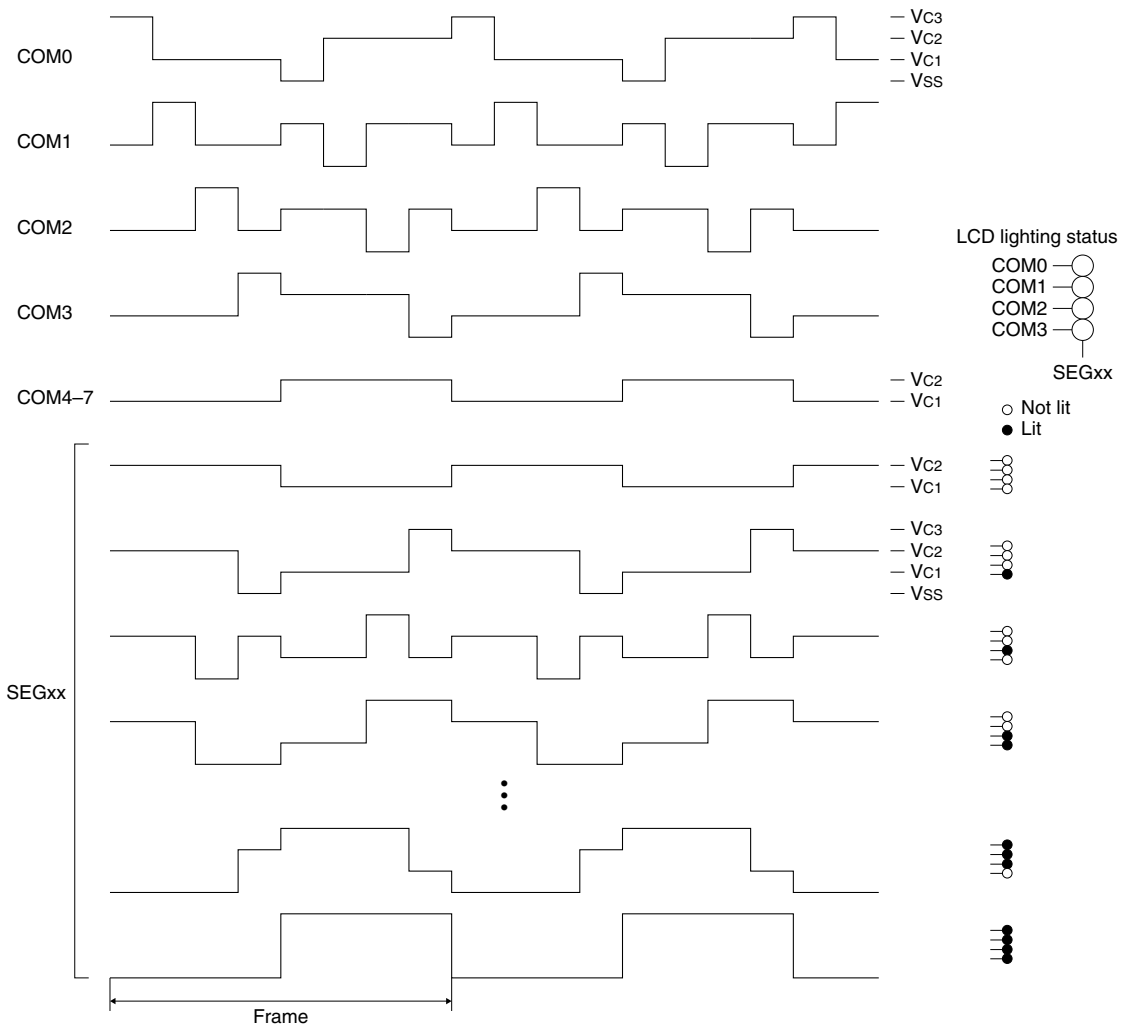 COM0
VC3
VC2
VC1
VSS
COM1
COM2
COM3
LCD lighting status
COM0
COM1
COM2
COM3
SEGxx
COM4–7
VC2
VC1
Not lit
Lit
VC2
VC1
VC3
VC2
VC1
VSS
SEGxx
Frame